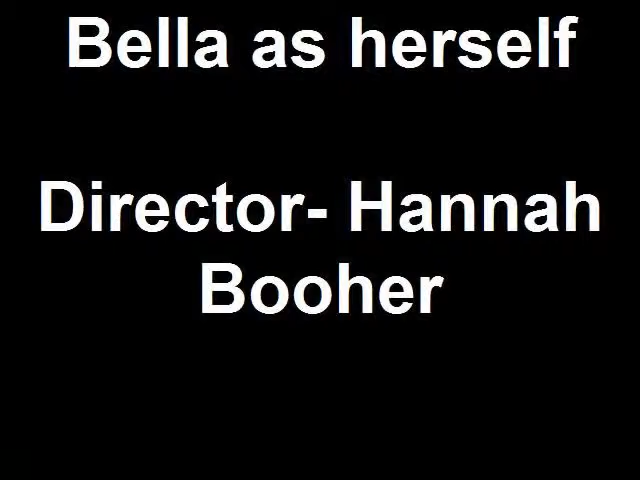 Bella as herself
Director- Hannah
Booher